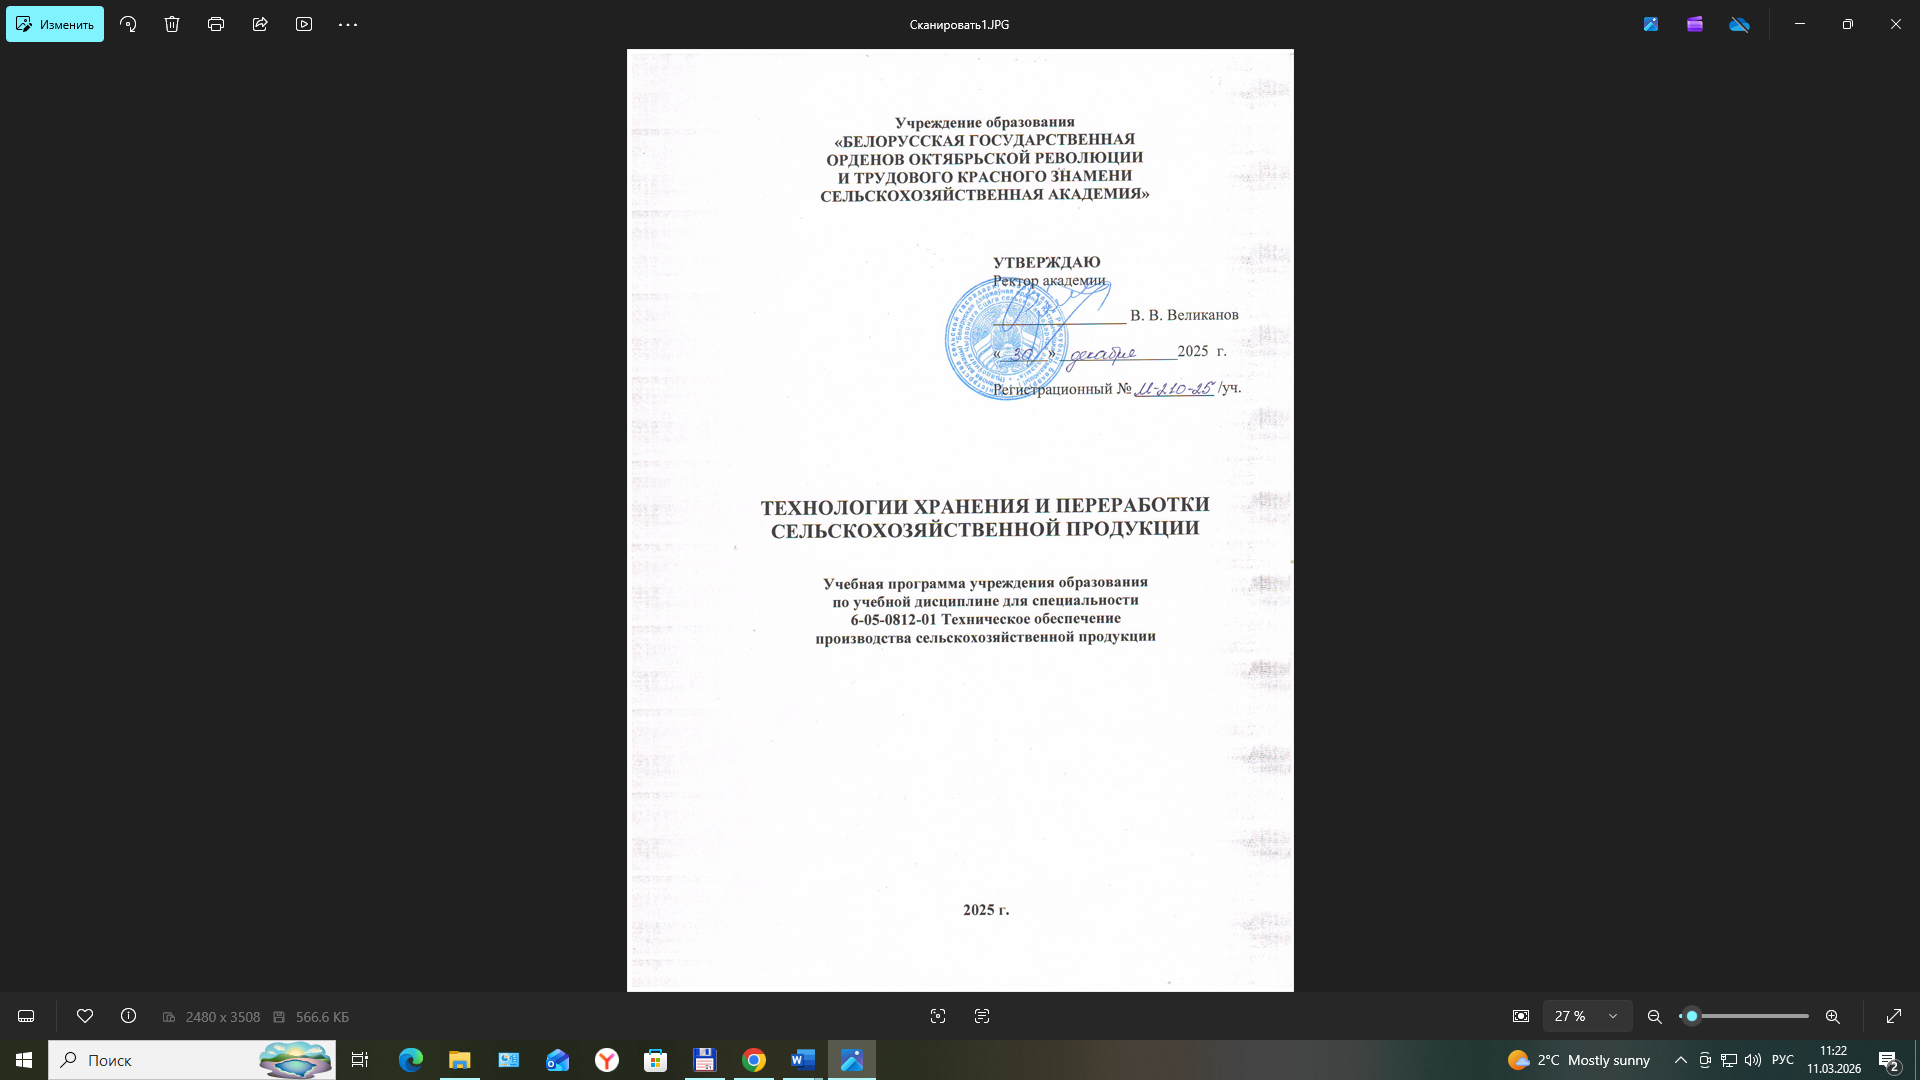 Изменить
Сканировать1.JPG
Учреждение образования
«БЕЛОРУССКАЯ ГОСУДАРСТВЕННАЯ
ОРДЕНОВ ОКТЯБРЬСКОЙ РЕВОЛЮЦИИ
И ТРУДОВОГО КРАСНОГО ЗНАМЕНИ
СЕЛЬСКОХОЗЯЙСТВЕННАЯ АКАДЕМИЯ»
УТВЕРЖДАЮ
Ректор академии
В. В. Великанов
« 30 » декабря 2025 г.
Регистрационный № М-210-25 /уч.
ТЕХНОЛОГИИ ХРАНЕНИЯ И ПЕРЕРАБОТКИ
СЕЛЬСКОХОЗЯЙСТВЕННОЙ ПРОДУКЦИИ
Учебная программа учреждения образования
по учебной дисциплине для специальности
6-05-0812-01 Техническое обеспечение
производства сельскохозяйственной продукции
2025 г.
2480 x 3508
566.6 КБ
27 %
Поиск
2°C Mostly sunny
РУС
11:22
11.03.2026
2